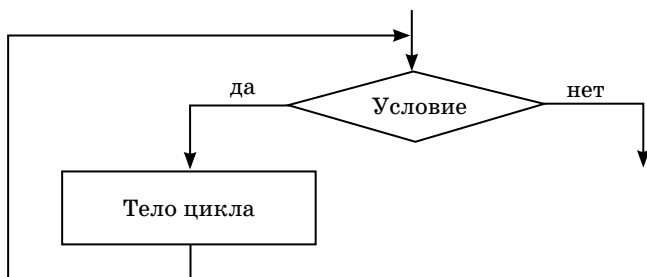 да
Условие
нет
Тело цикла